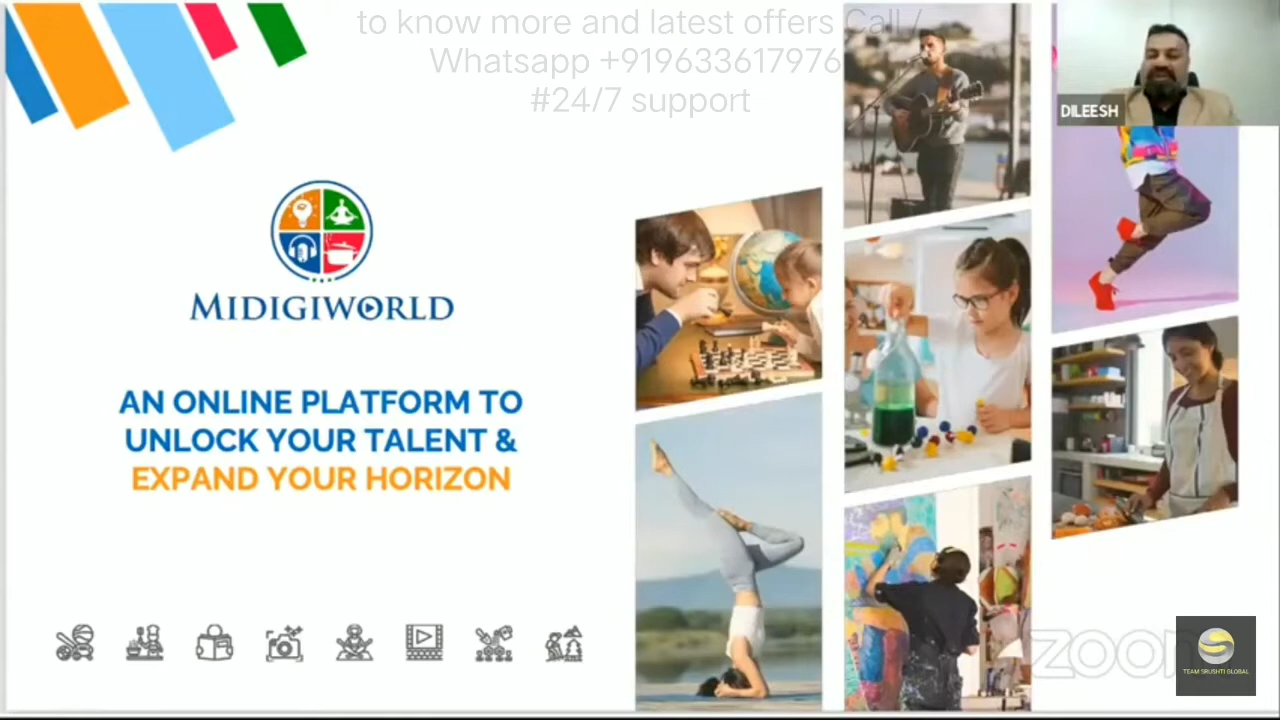 to know more and latest offers Call /
Whatsapp +919633617976
#24/7 support
DILEESH
MIDIGIWORLD
AN ONLINE PLATFORM TO
UNLOCK YOUR TALENT &
EXPAND YOUR HORIZON
zoom
TEAM SRUSHTI GLOBAL